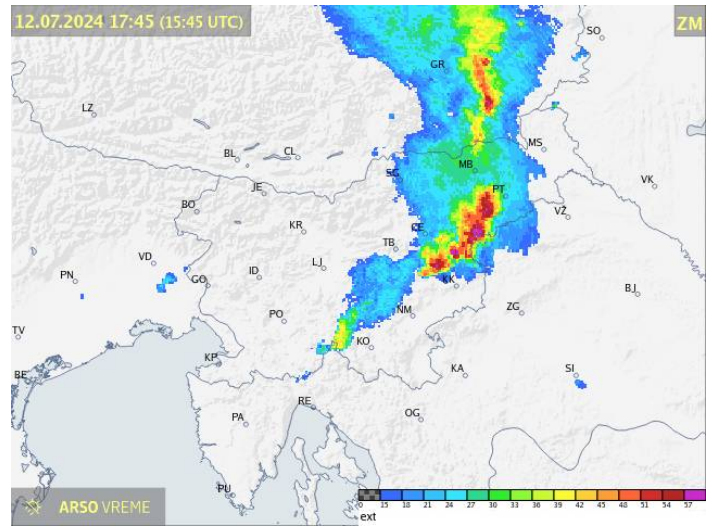 12.07.2024 17:45 (15:45 UTC)
ZM
SO
GR
LZ
MS
BL
CL
MB
SG
VK
JE
PT
BO
VŽ
KR
CE
TB
VD
LJ
ID
PN
GO
KK
BJ
NM
ZG
PO
TV
KO
KP
BE
KA
SI
RE
PA
OG
PU
ARSO VREME
0 15 18 21 24 27 30 33 36 39 42 45 48 51 54 57
ext